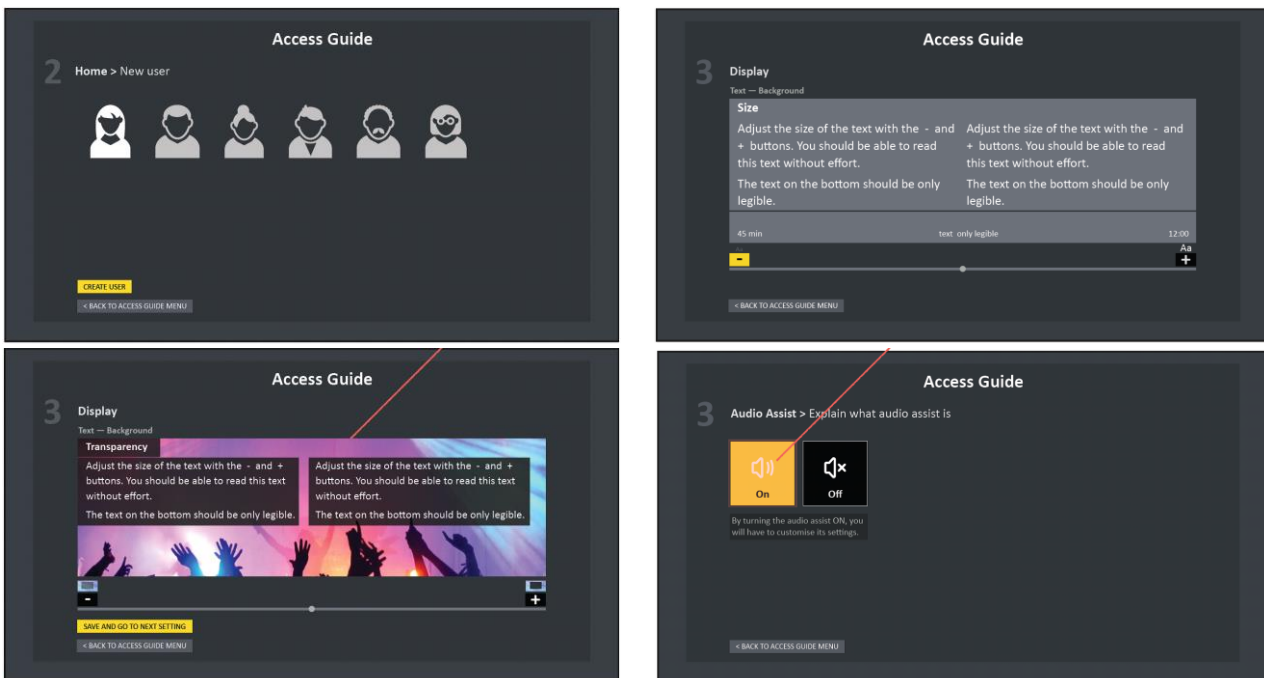 Access Guide
2
Home > New user
CREATE USER
< BACK TO ACCESS GUIDE MENU
Access Guide
3
Display
Text — Background
Size
Adjust the size of the text with the - and
+ buttons. You should be able to read
this text without effort.
The text on the bottom should be only
legible.
Adjust the size of the text with the - and
+ buttons. You should be able to read
this text without effort.
The text on the bottom should be only
legible.
45 min text only legible 12:00
Aa
- +
< BACK TO ACCESS GUIDE MENU
Access Guide
3
Display
Text — Background
Transparency
Adjust the size of the text with the - and +
buttons. You should be able to read this text
without effort.
The text on the bottom should be only legible.
Adjust the size of the text with the - and +
buttons. You should be able to read this text
without effort.
The text on the bottom should be only legible.
- +
SAVE AND GO TO NEXT SETTING
< BACK TO ACCESS GUIDE MENU
Access Guide
3
Audio Assist > Explain what audio assist is
On Off
By turning the audio assist ON, you
will have to customise its settings.
< BACK TO ACCESS GUIDE MENU